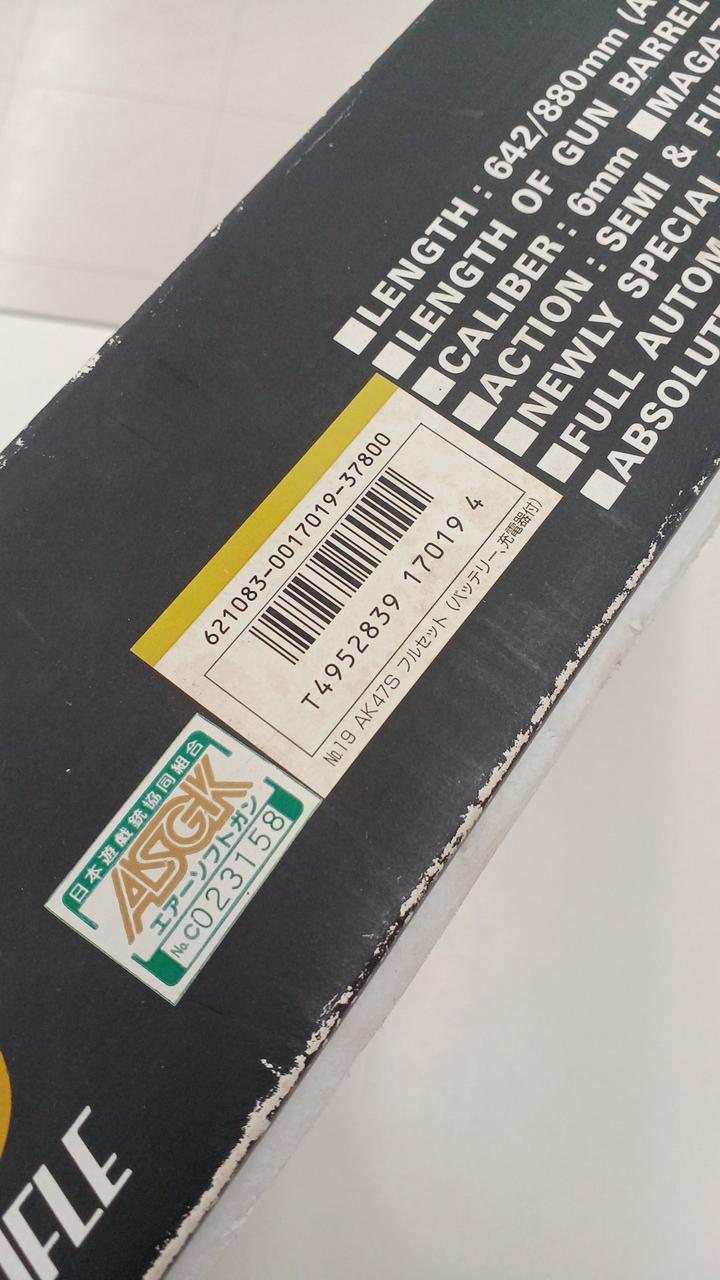 ■LENGTH : 642/880mm (A
■LENGTH OF GUN BARREL
■CALIBER : 6mm ■MAGAZ
■ACTION : SEMI & FU
■NEWLY SPECIAL
■FULL AUTOM
■ABSOLUT
621083-0017019-37800
T4952839 17019 4
№19 AK47S フルセット (バッテリー、充電器付)
日本遊戯銃協同組合
ASGK
エアーソフトガン
No. C023158
IFLE